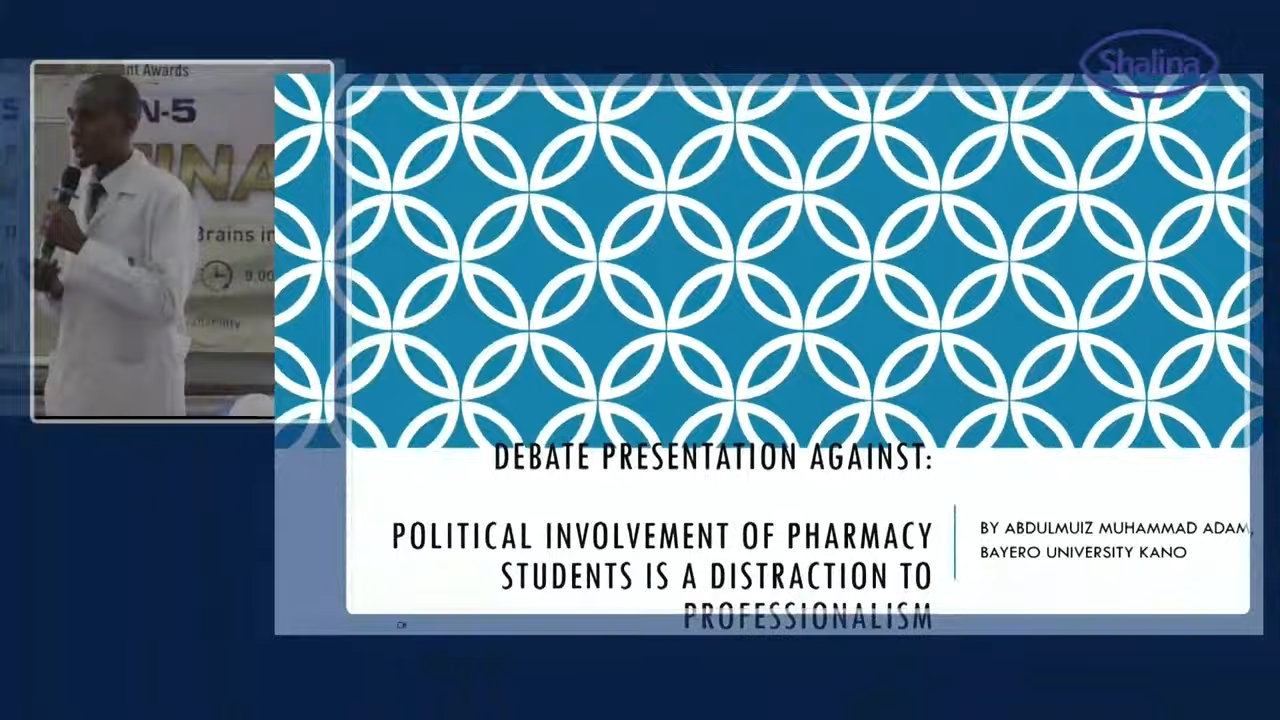 Shalina
nt Awards
N-5
INA
Brains in
9.00
DEBATE PRESENTATION AGAINST:
POLITICAL INVOLVEMENT OF PHARMACY
STUDENTS IS A DISTRACTION TO
PROFESSIONALISM
BY ABDULMUIZ MUHAMMAD ADAM,
BAYERO UNIVERSITY KANO